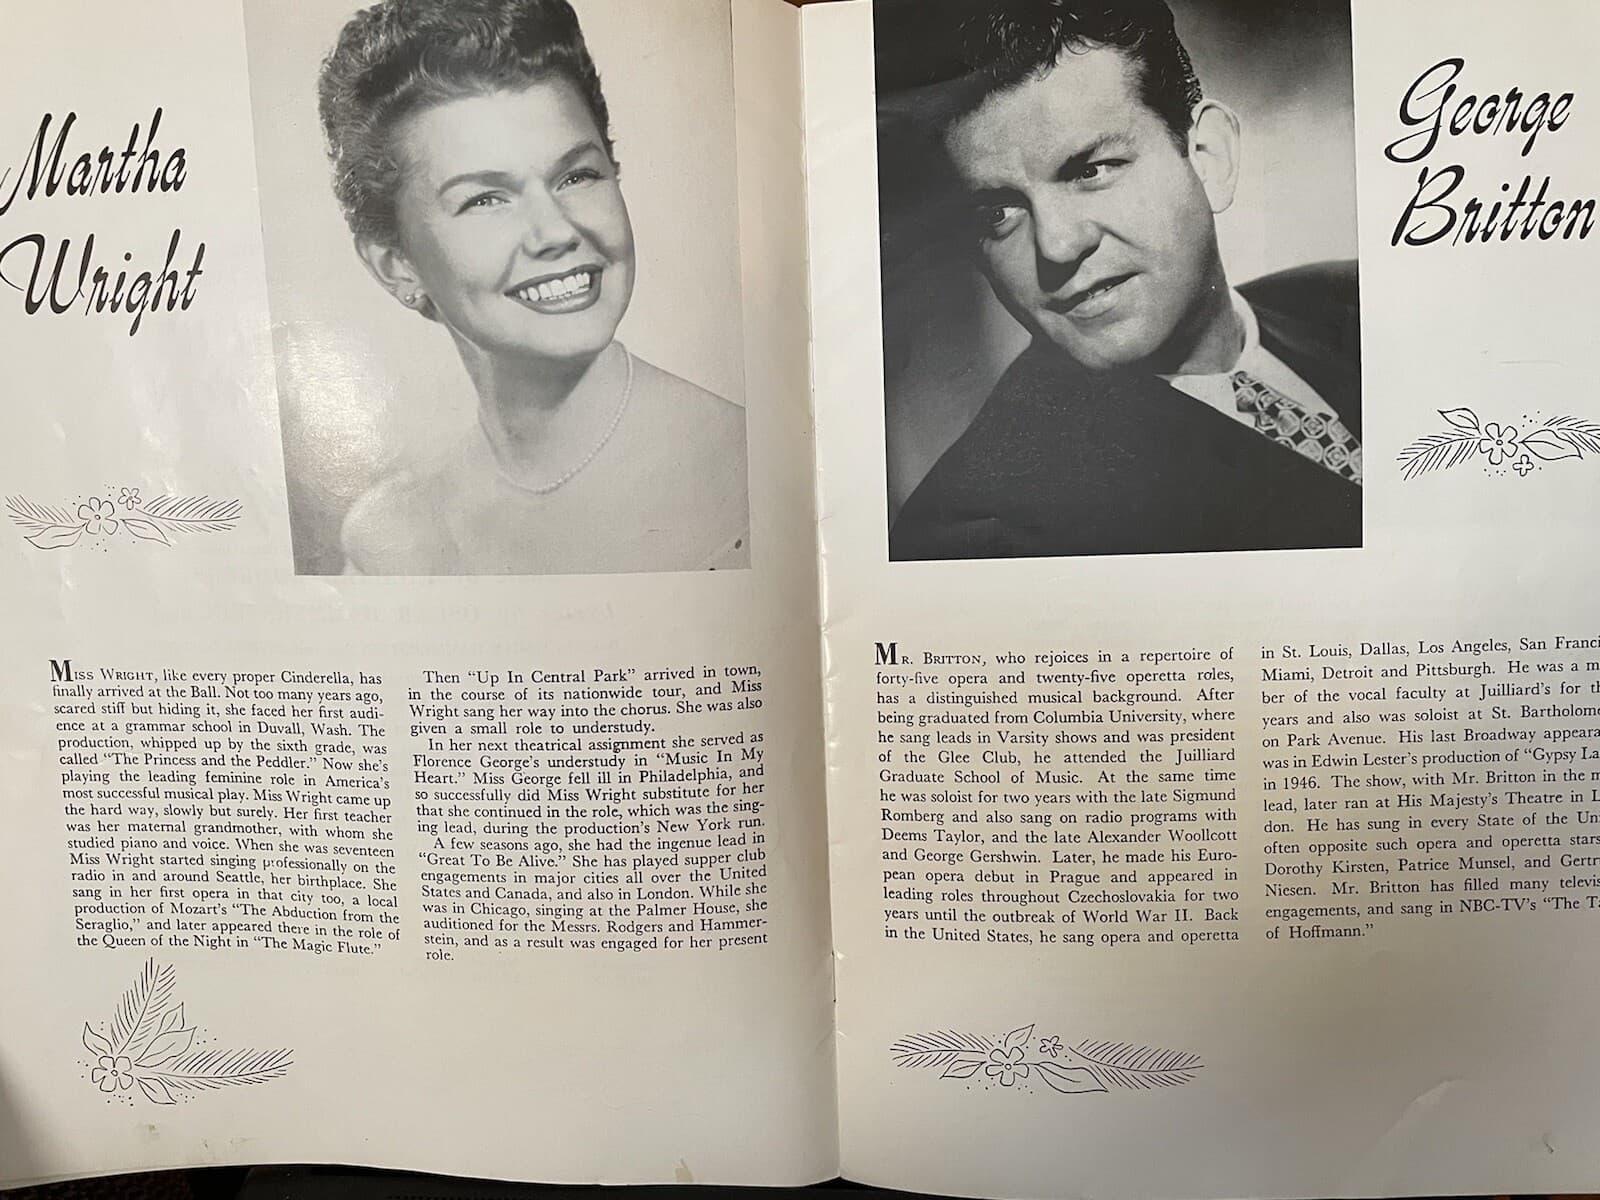 Martha
Wright
Miss Wright, like every proper Cinderella, has
finally arrived at the Ball. Not too many years ago,
scared stiff but hiding it, she faced her first audi-
ence at a grammar school in Duvall, Wash. The
production, whipped up by the sixth grade, was
called "The Princess and the Peddler." Now she's
playing the leading feminine role in America's
most successful musical play. Miss Wright came up
the hard way, slowly but surely. Her first teacher
was her maternal grandmother, with whom she
studied piano and voice. When she was seventeen
Miss Wright started singing professionally on the
radio in and around Seattle, her birthplace. She
sang in her first opera in that city too, a local
production of Mozart's "The Abduction from the
Seraglio," and later appeared there in the role of
the Queen of the Night in "The Magic Flute."
Then "Up In Central Park" arrived in town,
in the course of its nationwide tour, and Miss
Wright sang her way into the chorus. She was also
given a small role to understudy.
In her next theatrical assignment she served as
Florence George's understudy in "Music In My
Heart." Miss George fell ill in Philadelphia, and
so successfully did Miss Wright substitute for her
that she continued in the role, which was the sing-
ing lead, during the production's New York run.
A few seasons ago, she had the ingenue lead in
"Great To Be Alive." She has played supper club
engagements in major cities all over the United
States and Canada, and also in London. While she
was in Chicago, singing at the Palmer House, she
auditioned for the Messrs. Rodgers and Hammer-
stein, and as a result was engaged for her present
role.
George
Britton
Mr. Britton, who rejoices in a repertoire of
forty-five opera and twenty-five operetta roles,
has a distinguished musical background. After
being graduated from Columbia University, where
he sang leads in Varsity shows and was president
of the Glee Club, he attended the Juilliard
Graduate School of Music. At the same time
he was soloist for two years with the late Sigmund
Romberg and also sang on radio programs with
Deems Taylor, and the late Alexander Woollcott
and George Gershwin. Later, he made his Euro-
pean opera debut in Prague and appeared in
leading roles throughout Czechoslovakia for two
years until the outbreak of World War II. Back
in the United States, he sang opera and operetta
in St. Louis, Dallas, Los Angeles, San Franci
Miami, Detroit and Pittsburgh. He was a m
ber of the vocal faculty at Juilliard's for th
years and also was soloist at St. Bartholome
on Park Avenue. His last Broadway appeara
was in Edwin Lester's production of "Gypsy La
in 1946. The show, with Mr. Britton in the m
lead, later ran at His Majesty's Theatre in L
don. He has sung in every State of the Un
often opposite such opera and operetta stars
Dorothy Kirsten, Patrice Munsel, and Gertr
Niesen. Mr. Britton has filled many televis
engagements, and sang in NBC-TV's "The Ta
of Hoffmann."